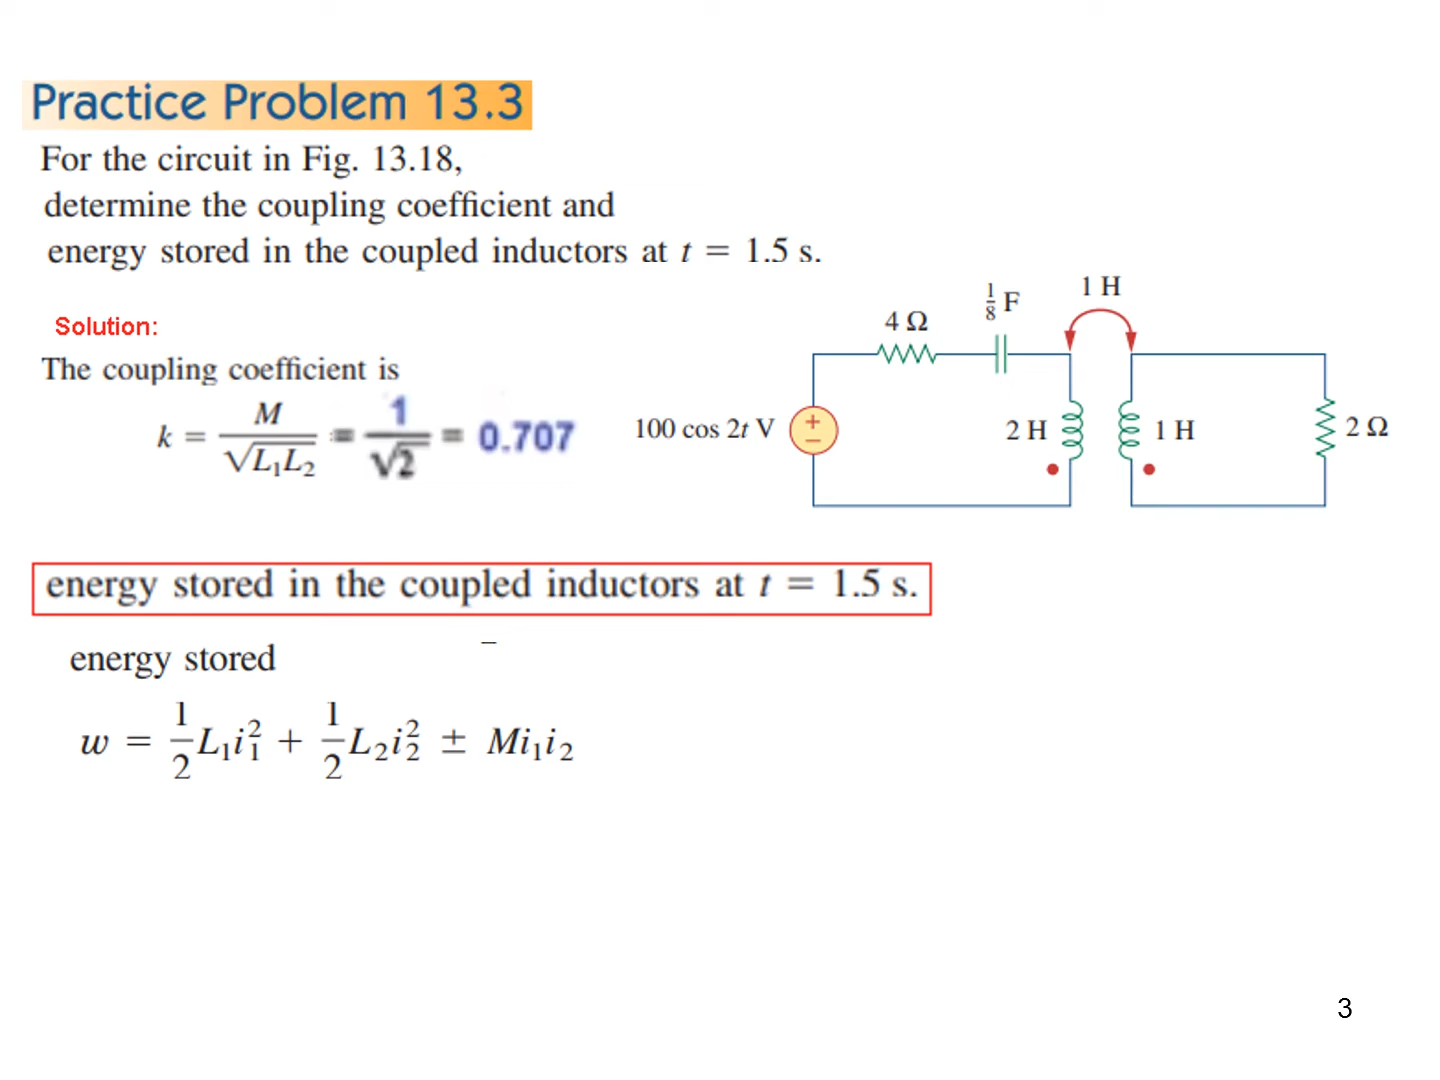 Practice Problem 13.3
For the circuit in Fig. 13.18,
determine the coupling coefficient and
energy stored in the coupled inductors at t = 1.5 s.
Solution:
The coupling coefficient is
k = M / √L₁L₂ = 1 / √2 = 0.707
1 H
1/8 F
4 Ω
100 cos 2t V
+
−
2 H
1 H
2 Ω
energy stored in the coupled inductors at t = 1.5 s.
energy stored
w = 1/2 L₁i₁² + 1/2 L₂i₂² ± Mi₁i₂
3